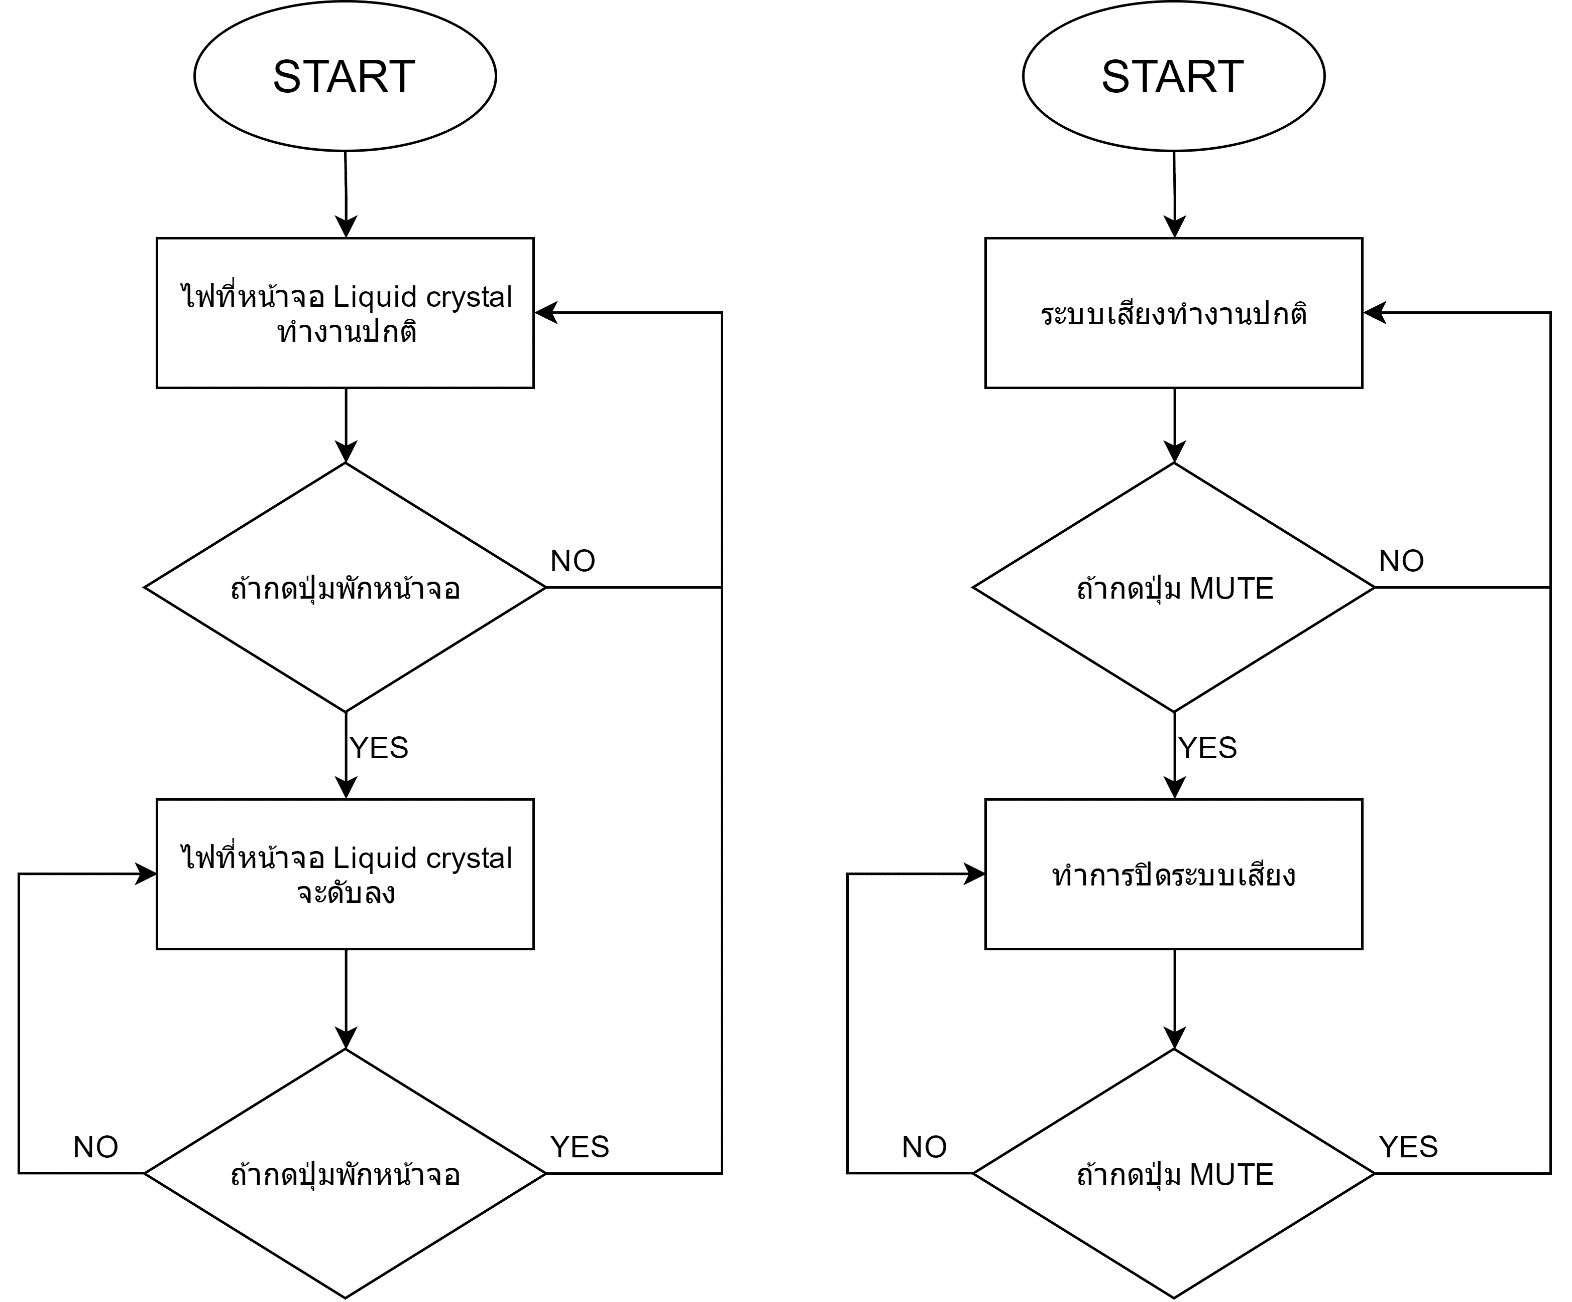 START
ไฟที่หน้าจอ Liquid crystal
ทำงานปกติ
ถ้ากดปุ่มพักหน้าจอ
NO
YES
ไฟที่หน้าจอ Liquid crystal
จะดับลง
ถ้ากดปุ่มพักหน้าจอ
NO
YES
START
ระบบเสียงทำงานปกติ
ถ้ากดปุ่ม MUTE
NO
YES
ทำการปิดระบบเสียง
ถ้ากดปุ่ม MUTE
NO
YES